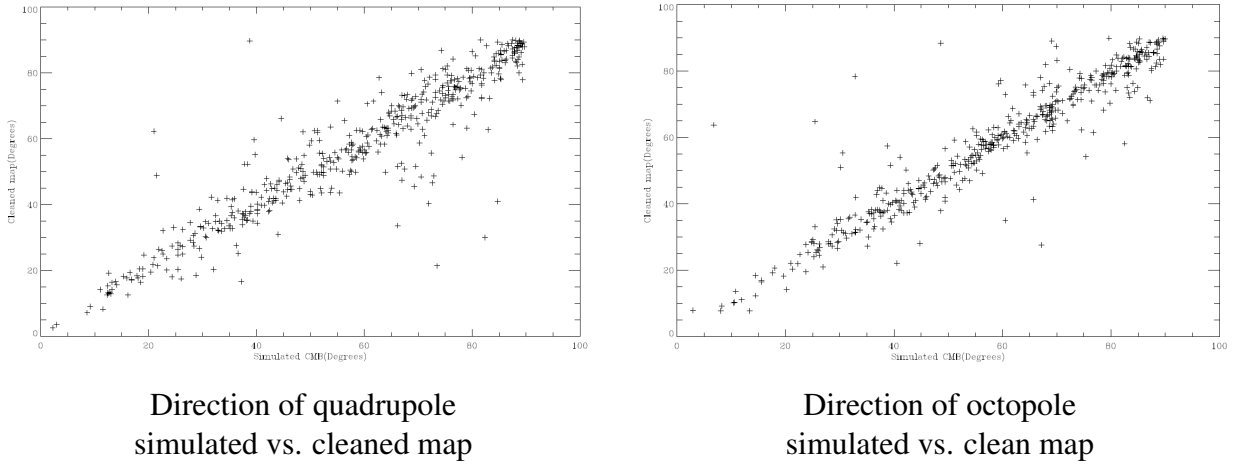 100
80
60
40
20
0
Cleaned map(Degrees)
0 20 40 60 80 100
Simulated CMB(Degrees)
Direction of quadrupole
simulated vs. cleaned map
100
80
60
40
20
0
Cleaned map(Degrees)
0 20 40 60 80 100
Simulated CMB(Degrees)
Direction of octopole
simulated vs. clean map